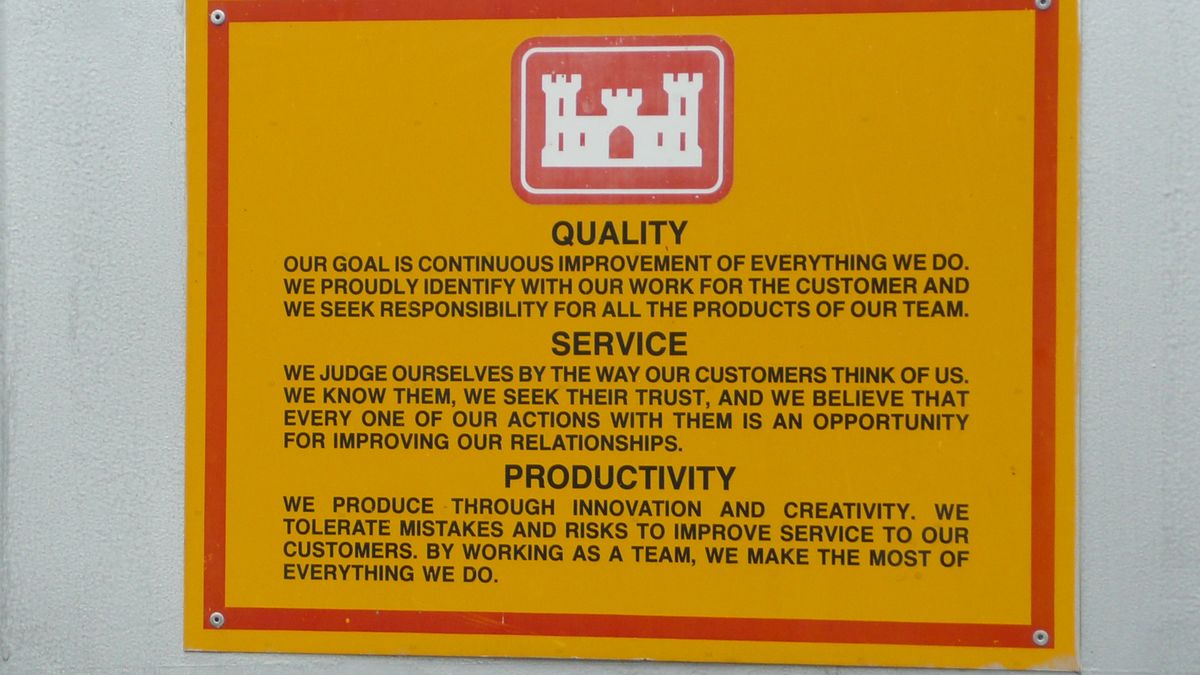 QUALITY
OUR GOAL IS CONTINUOUS IMPROVEMENT OF EVERYTHING WE DO.
WE PROUDLY IDENTIFY WITH OUR WORK FOR THE CUSTOMER AND
WE SEEK RESPONSIBILITY FOR ALL THE PRODUCTS OF OUR TEAM.
SERVICE
WE JUDGE OURSELVES BY THE WAY OUR CUSTOMERS THINK OF US.
WE KNOW THEM, WE SEEK THEIR TRUST, AND WE BELIEVE THAT
EVERY ONE OF OUR ACTIONS WITH THEM IS AN OPPORTUNITY
FOR IMPROVING OUR RELATIONSHIPS.
PRODUCTIVITY
WE PRODUCE THROUGH INNOVATION AND CREATIVITY. WE
TOLERATE MISTAKES AND RISKS TO IMPROVE SERVICE TO OUR
CUSTOMERS. BY WORKING AS A TEAM, WE MAKE THE MOST OF
EVERYTHING WE DO.